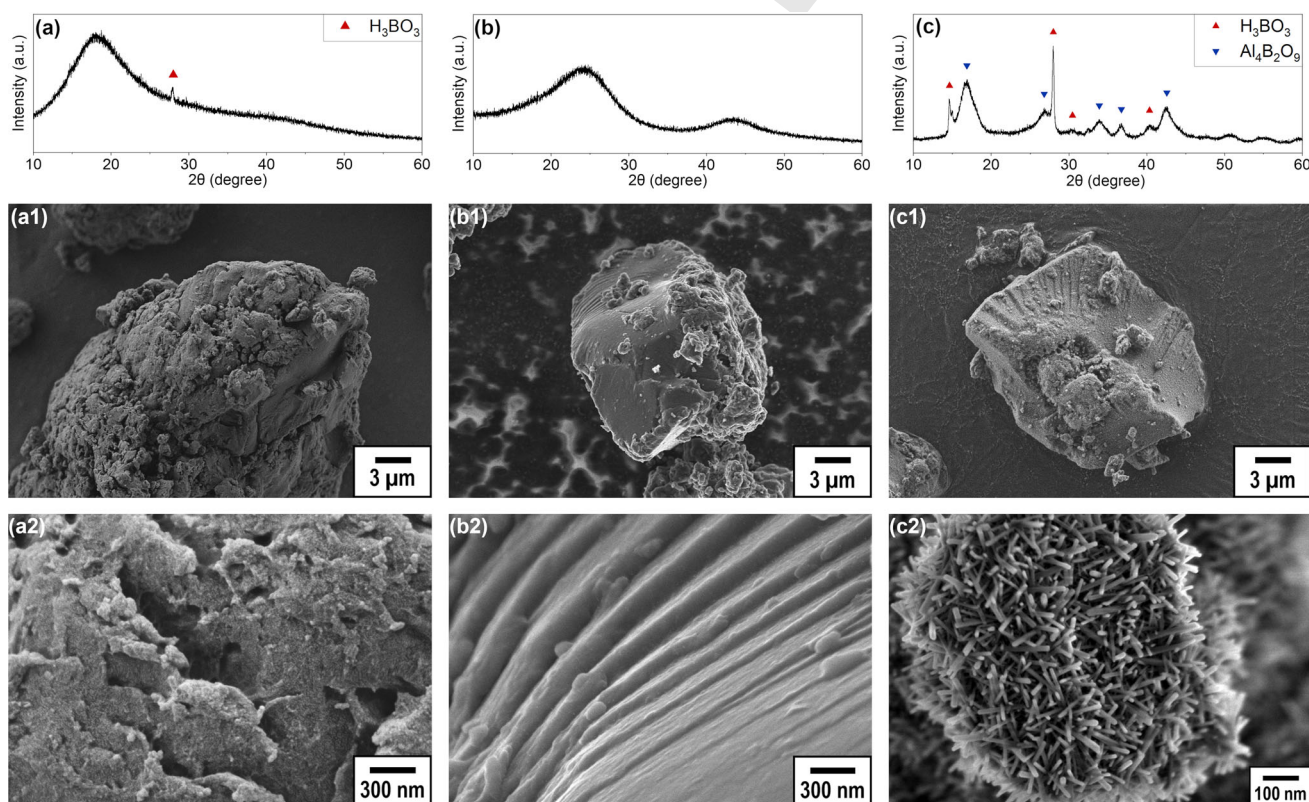 (a)
▲ H₃BO₃
Intensity (a.u.)
10 20 30 40 50 60
2θ (degree)
(b)
Intensity (a.u.)
10 20 30 40 50 60
2θ (degree)
(c)
▲ H₃BO₃
▼ Al₄B₂O₉
Intensity (a.u.)
10 20 30 40 50 60
2θ (degree)
(a1)
3 μm
(b1)
3 μm
(c1)
3 μm
(a2)
300 nm
(b2)
300 nm
(c2)
100 nm